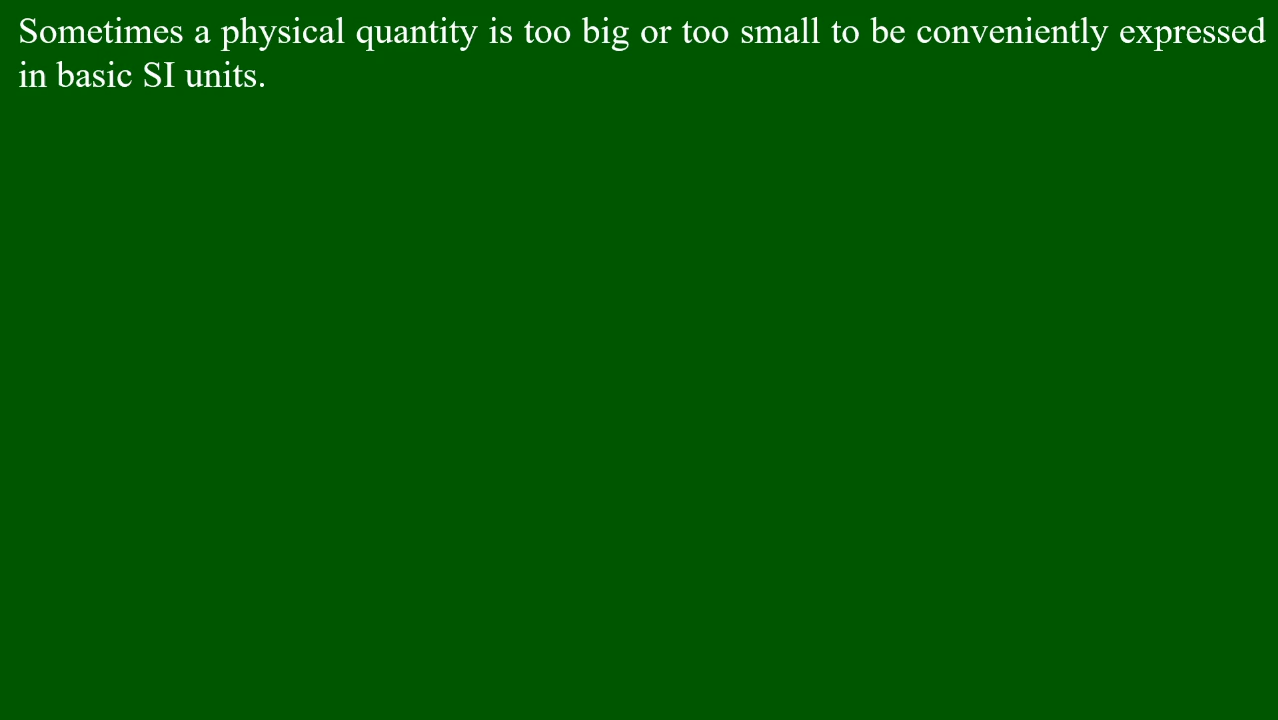 Sometimes a physical quantity is too big or too small to be conveniently expressed
in basic SI units.